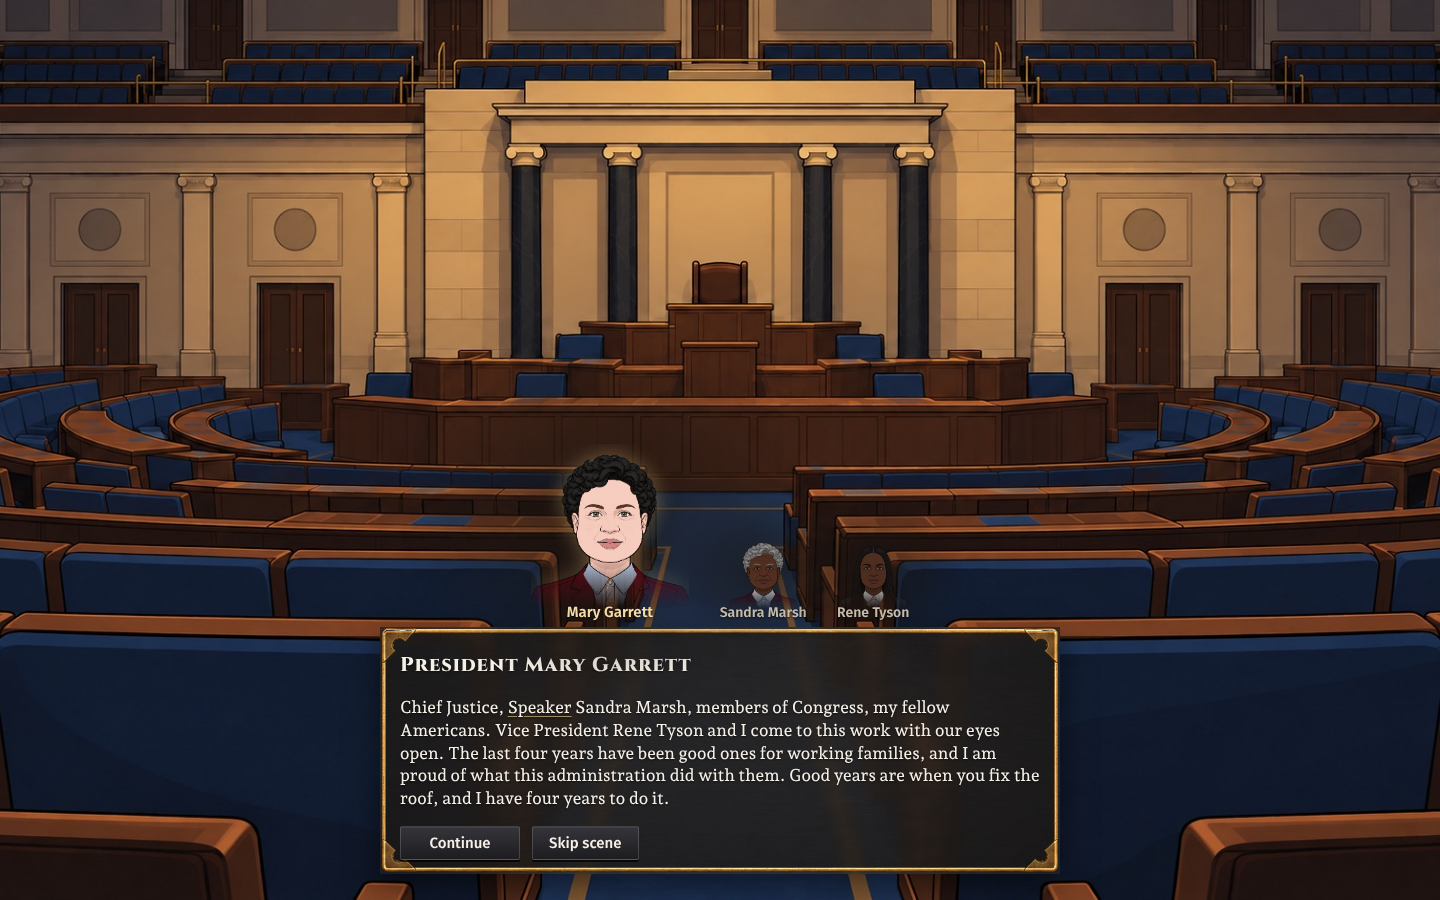 Mary Garrett
Sandra Marsh
Rene Tyson
President Mary Garrett
Chief Justice, Speaker Sandra Marsh, members of Congress, my fellow
Americans. Vice President Rene Tyson and I come to this work with our eyes
open. The last four years have been good ones for working families, and I am
proud of what this administration did with them. Good years are when you fix the
roof, and I have four years to do it.
Continue
Skip scene